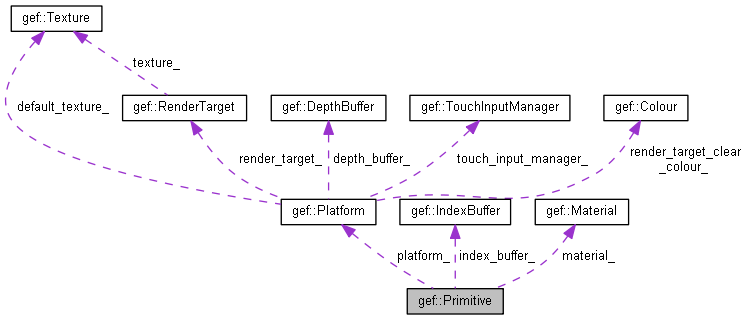 gef::Texture
texture_
default_texture_
gef::RenderTarget
gef::DepthBuffer
gef::TouchInputManager
gef::Colour
render_target_
depth_buffer_
touch_input_manager_
render_target_clear
_colour_
gef::Platform
gef::IndexBuffer
gef::Material
platform_
index_buffer_
material_
gef::Primitive